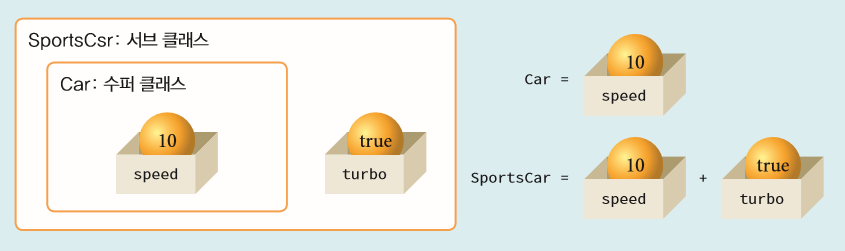 SportsCsr: 서브 클래스
Car: 수퍼 클래스
10
speed
true
turbo
Car =
10
speed
SportsCar =
10
speed
+
true
turbo